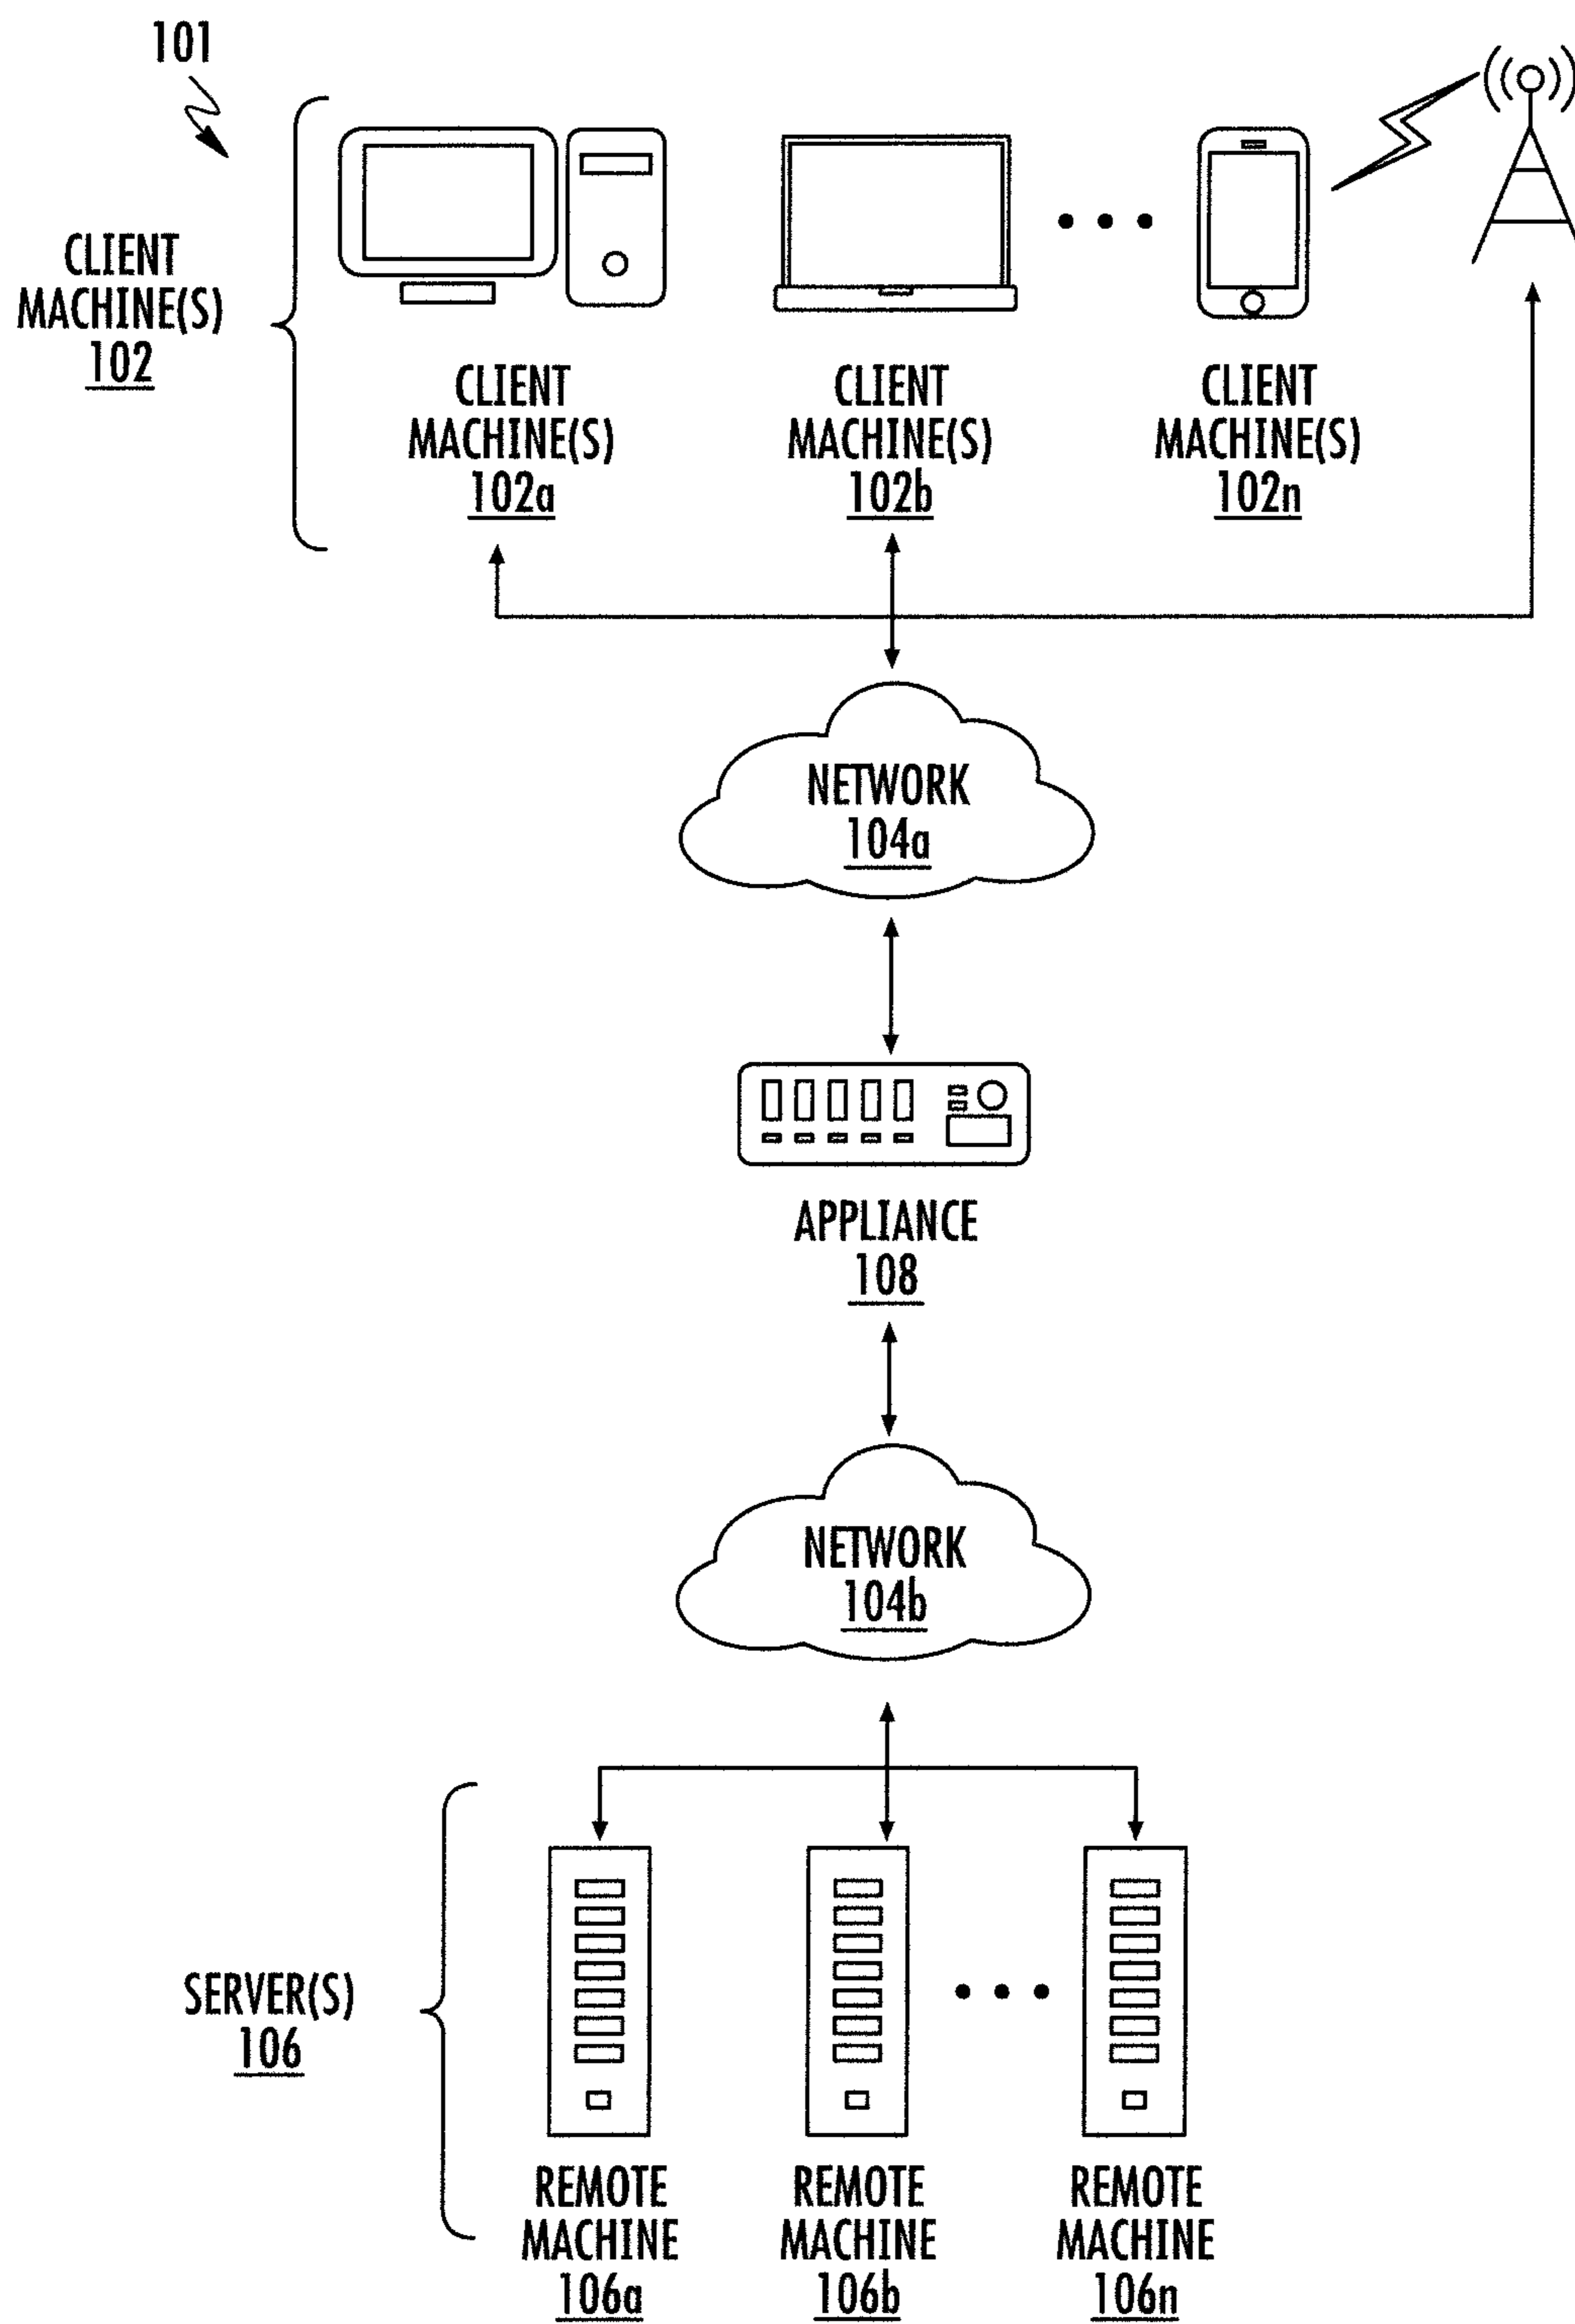 101
CLIENT
MACHINE(S)
102
CLIENT
MACHINE(S)
102a
CLIENT
MACHINE(S)
102b
CLIENT
MACHINE(S)
102n
NETWORK
104a
APPLIANCE
108
NETWORK
104b
SERVER(S)
106
REMOTE
MACHINE
106a
REMOTE
MACHINE
106b
REMOTE
MACHINE
106n